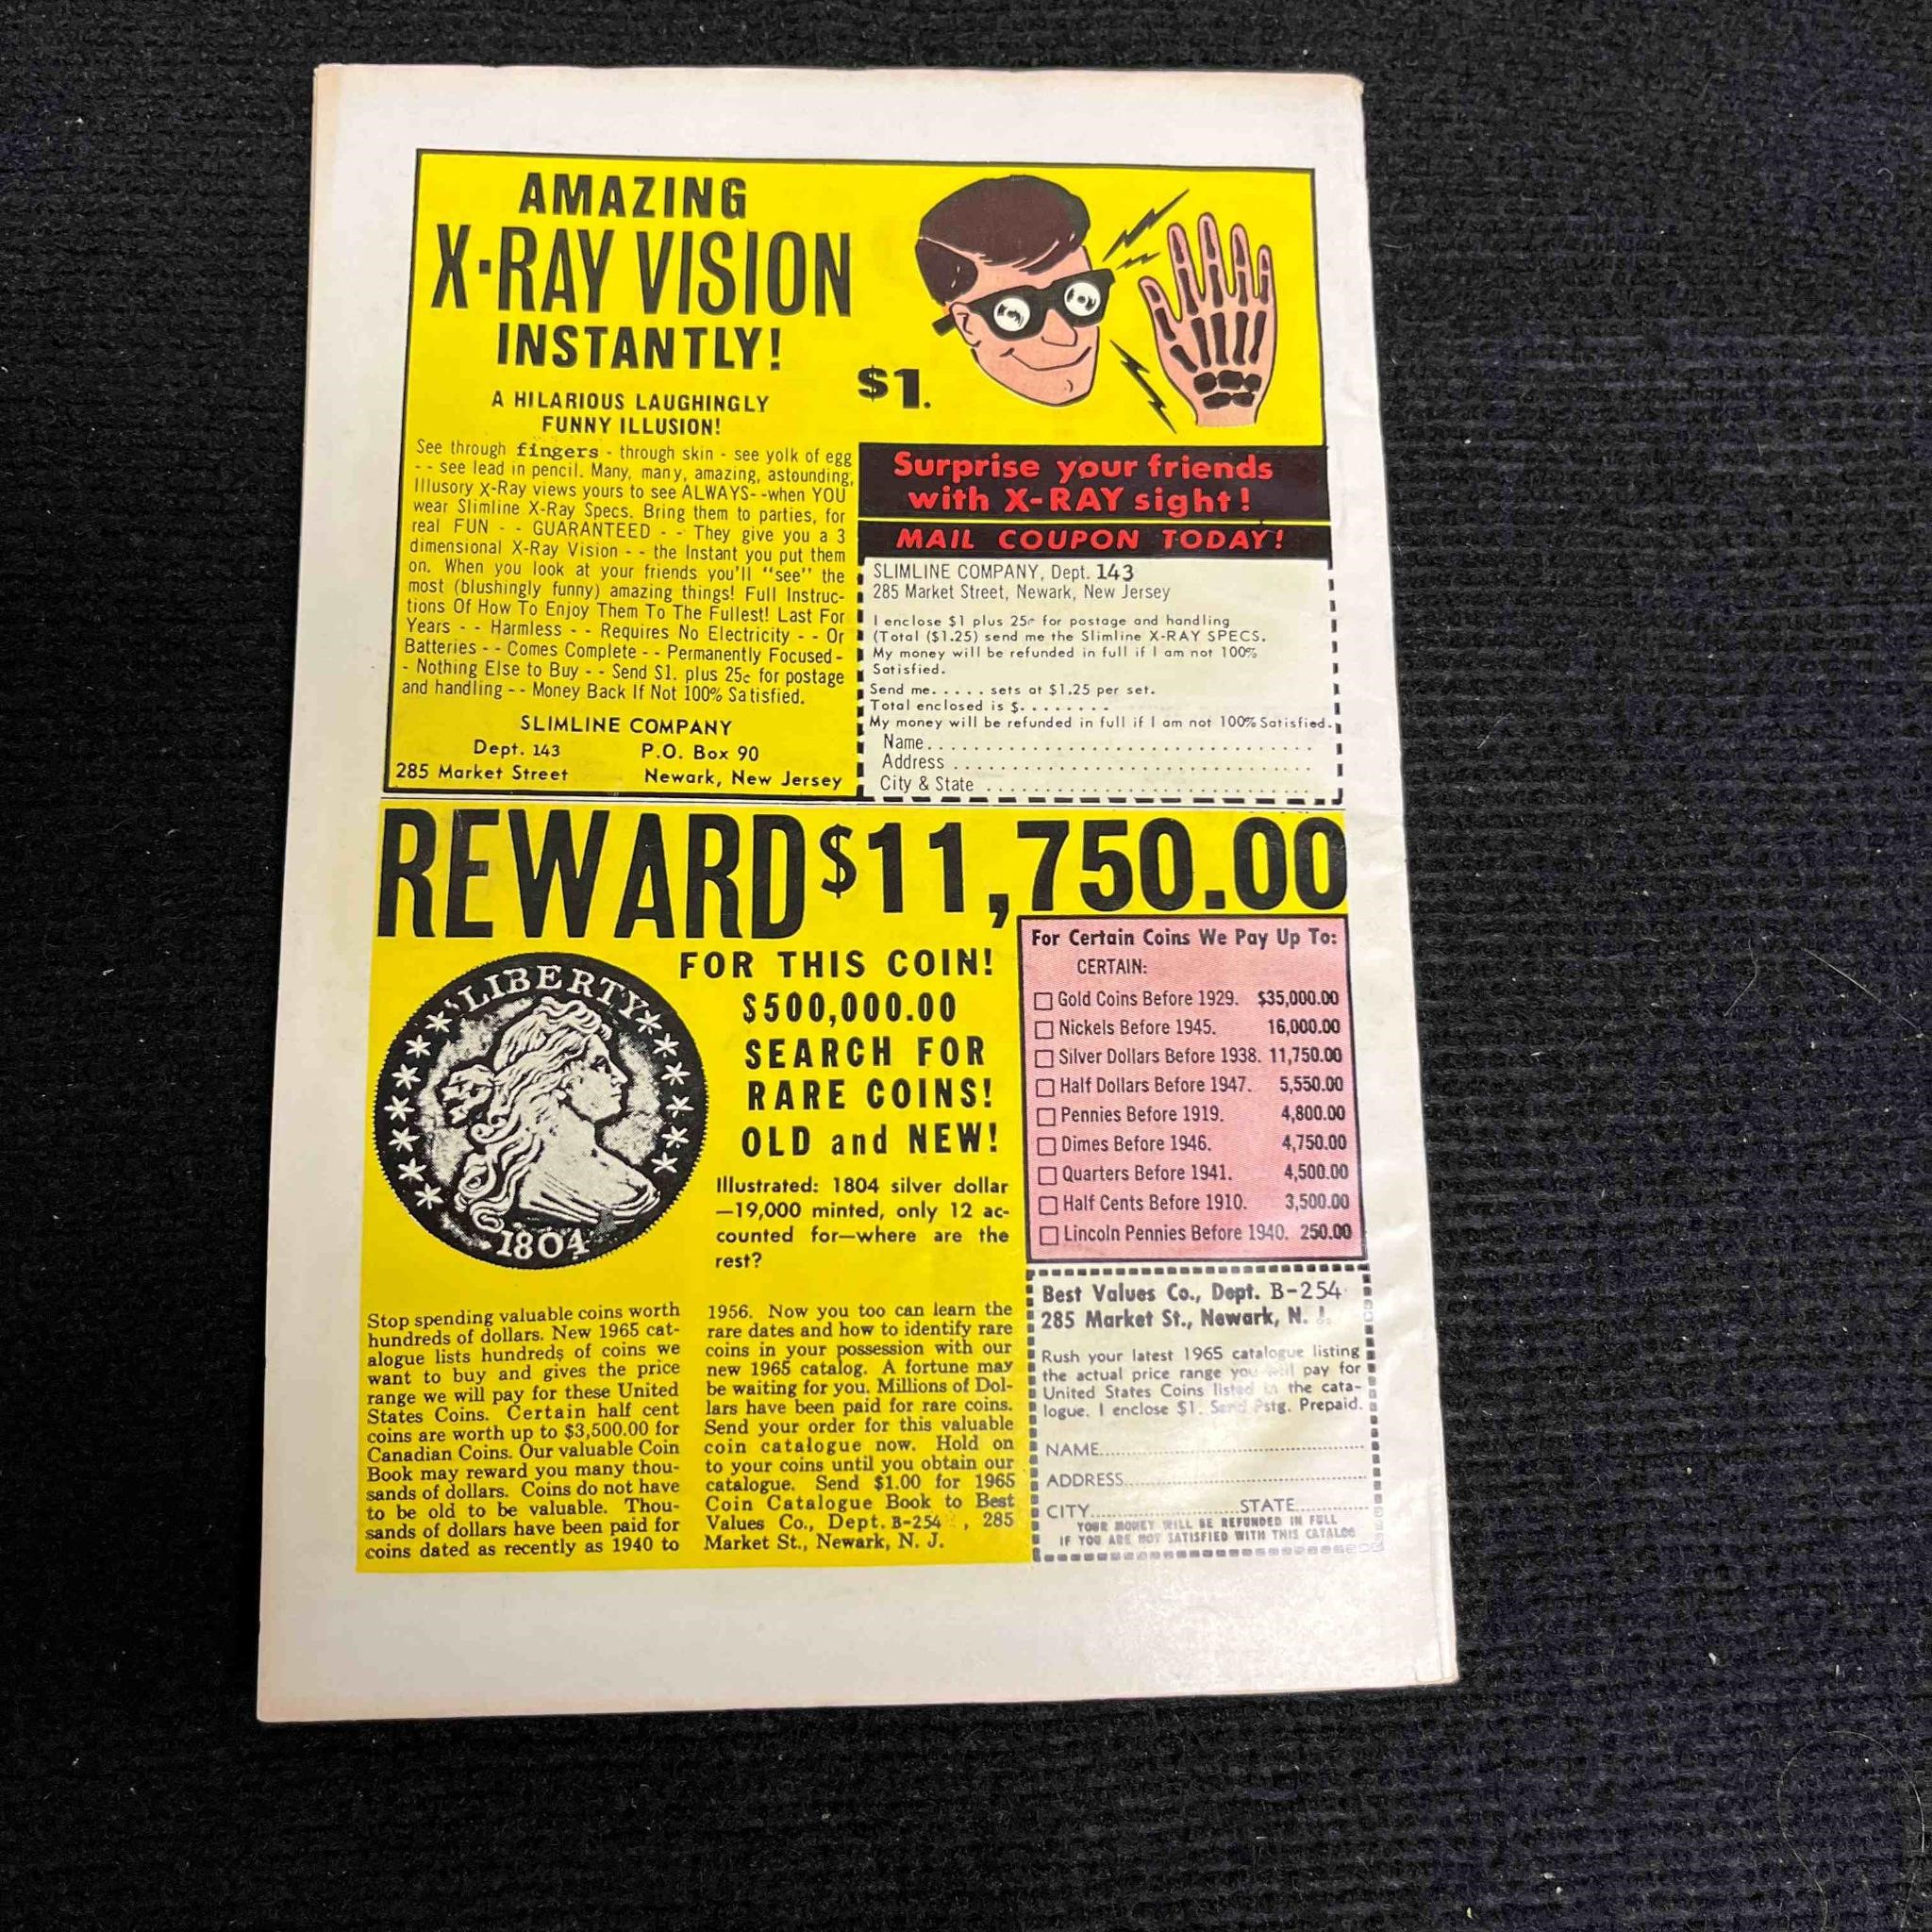 AMAZING
X-RAY VISION
INSTANTLY!
A HILARIOUS LAUGHINGLY
FUNNY ILLUSION!
See through fingers - through skin - see yolk of egg
- - see lead in pencil. Many, many, amazing, astounding,
Illusory X-Ray views yours to see ALWAYS--when YOU
wear Slimline X-Ray Specs. Bring them to parties, for
real FUN - - GUARANTEED - - They give you a 3
dimensional X-Ray Vision - - the Instant you put them
on. When you look at your friends you'll "see" the
most (blushingly funny) amazing things! Full Instruc-
tions Of How To Enjoy Them To The Fullest! Last For
Years - - Harmless - - Requires No Electricity - - Or
Batteries - - Comes Complete - - Permanently Focused -
- Nothing Else to Buy - - Send $1. plus 25c for postage
and handling - - Money Back If Not 100% Satisfied.
SLIMLINE COMPANY
Dept. 143 P.O. Box 90
285 Market Street Newark, New Jersey
$1.
Surprise your friends
with X-RAY sight!
MAIL COUPON TODAY!
SLIMLINE COMPANY, Dept. 143
285 Market Street, Newark, New Jersey
I enclose $1 plus 25c for postage and handling
(Total ($1.25) send me the Slimline X-RAY SPECS.
My money will be refunded in full if I am not 100%
Satisfied.
Send me. . . . . sets at $1.25 per set.
Total enclosed is $. . . . . . . .
My money will be refunded in full if I am not 100% Satisfied.
Name. . . . . . . . . . . . . . . . . . . . . . . . . . . . . . . . .
Address . . . . . . . . . . . . . . . . . . . . . . . . . . . . . .
City & State . . . . . . . . . . . . . . . . . . . . . . . . . . .
REWARD $11,750.00
FOR THIS COIN!
$500,000.00
SEARCH FOR
RARE COINS!
OLD and NEW!
LIBERTY
1804
Illustrated: 1804 silver dollar
—19,000 minted, only 12 ac-
counted for—where are the
rest?
Stop spending valuable coins worth
hundreds of dollars. New 1965 cat-
alogue lists hundreds of coins we
want to buy and gives the price
range we will pay for these United
States Coins. Certain half cent
coins are worth up to $3,500.00 for
Canadian Coins. Our valuable Coin
Book may reward you many thou-
sands of dollars. Coins do not have
to be old to be valuable. Thou-
sands of dollars have been paid for
coins dated as recently as 1940 to
1956. Now you too can learn the
rare dates and how to identify rare
coins in your possession with our
new 1965 catalog. A fortune may
be waiting for you. Millions of Dol-
lars have been paid for rare coins.
Send your order for this valuable
coin catalogue now. Hold on
to your coins until you obtain our
catalogue. Send $1.00 for 1965
Coin Catalogue Book to Best
Values Co., Dept. B-254 , 285
Market St., Newark, N. J.
For Certain Coins We Pay Up To:
CERTAIN:
Gold Coins Before 1929. $35,000.00
Nickels Before 1945. 16,000.00
Silver Dollars Before 1938. 11,750.00
Half Dollars Before 1947. 5,550.00
Pennies Before 1919. 4,800.00
Dimes Before 1946. 4,750.00
Quarters Before 1941. 4,500.00
Half Cents Before 1910. 3,500.00
Lincoln Pennies Before 1940. 250.00
Best Values Co., Dept. B-254
285 Market St., Newark, N. J.
Rush your latest 1965 catalogue listing
the actual price range you will pay for
United States Coins listed in the cata-
logue. I enclose $1. Send Pstg. Prepaid.
NAME............................................
ADDRESS........................................
CITY.........................STATE............
YOUR MONEY WILL BE REFUNDED IN FULL
IF YOU ARE NOT SATISFIED WITH THIS CATALOG